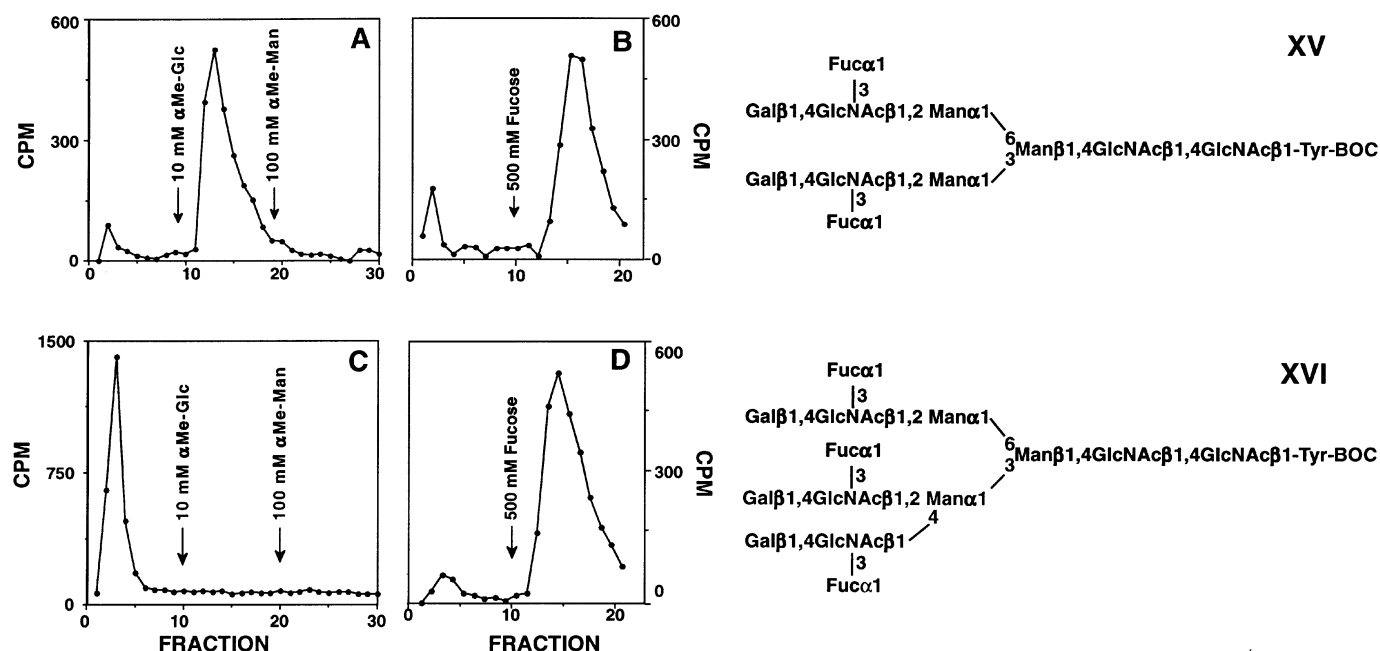 600
300
0
CPM
A
10 mM αMe-Glc
100 mM αMe-Man
0
10
20
30
B
500 mM Fucose
600
300
0
CPM
0
10
20
XV
Fucα1
3
Galβ1,4GlcNAcβ1,2 Manα1
6
3
Manβ1,4GlcNAcβ1,4GlcNAcβ1-Tyr-BOC
Galβ1,4GlcNAcβ1,2 Manα1
3
Fucα1
1500
750
0
CPM
C
10 mM αMe-Glc
100 mM αMe-Man
0
10
20
30
FRACTION
D
500 mM Fucose
600
300
0
CPM
0
10
20
FRACTION
XVI
Fucα1
3
Galβ1,4GlcNAcβ1,2 Manα1
6
3
Manβ1,4GlcNAcβ1,4GlcNAcβ1-Tyr-BOC
Fucα1
3
Galβ1,4GlcNAcβ1,2 Manα1
4
Galβ1,4GlcNAcβ1
3
Fucα1